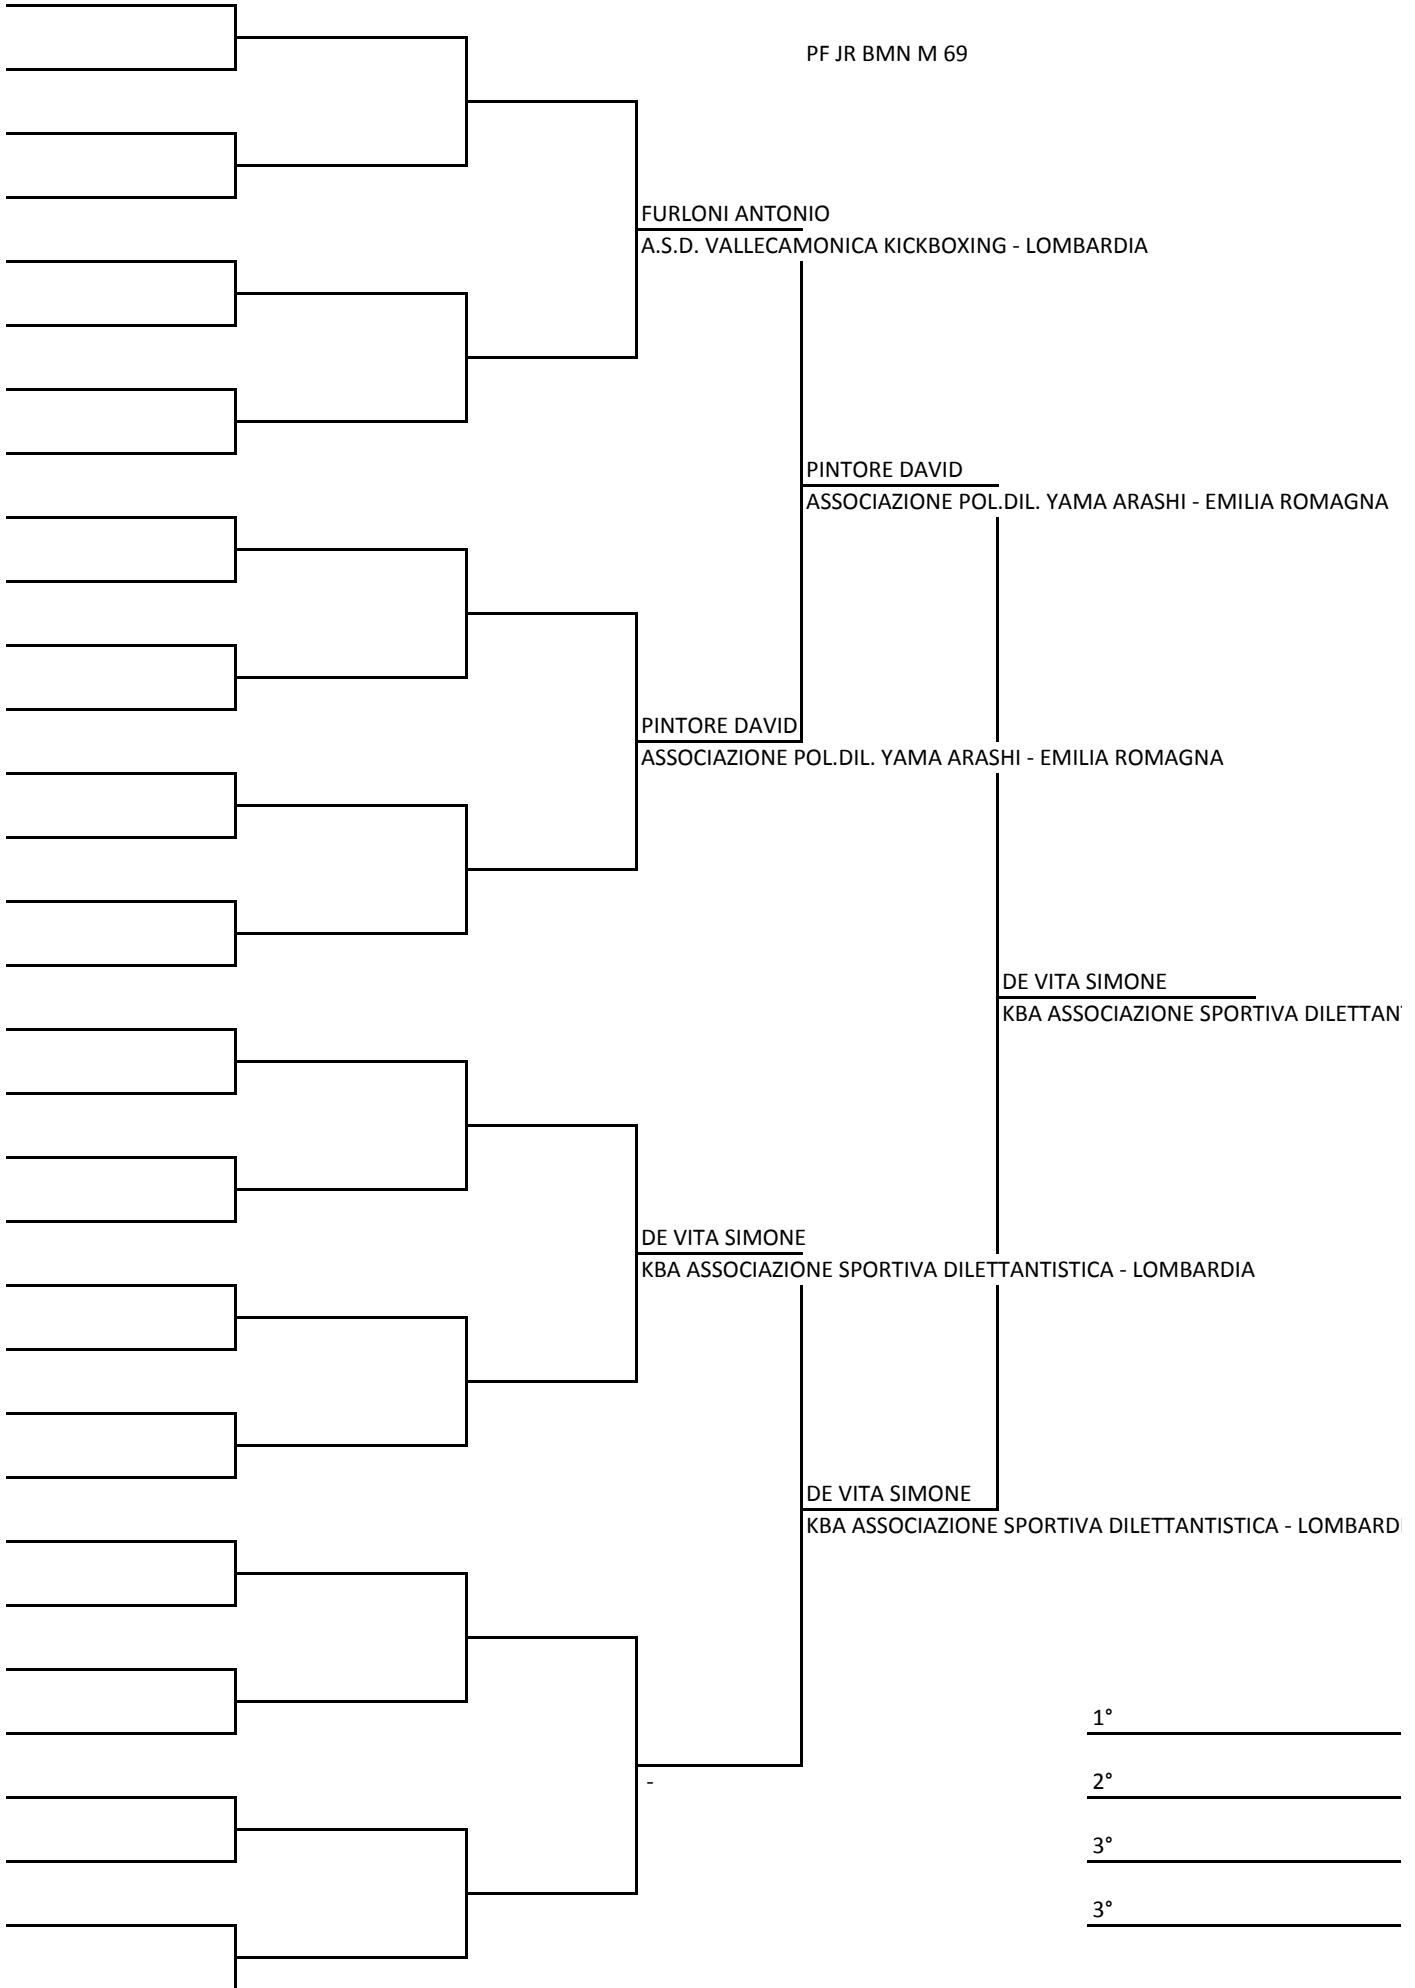 PF JR BMN M 69
FURLONI ANTONIO
A.S.D. VALLECAMONICA KICKBOXING - LOMBARDIA
PINTORE DAVID
ASSOCIAZIONE POL.DIL. YAMA ARASHI - EMILIA ROMAGNA
PINTORE DAVID
ASSOCIAZIONE POL.DIL. YAMA ARASHI - EMILIA ROMAGNA
DE VITA SIMONE
KBA ASSOCIAZIONE SPORTIVA DILETTAN
DE VITA SIMONE
KBA ASSOCIAZIONE SPORTIVA DILETTANTISTICA - LOMBARDIA
DE VITA SIMONE
KBA ASSOCIAZIONE SPORTIVA DILETTANTISTICA - LOMBARD
1°
-
2°
3°
3°